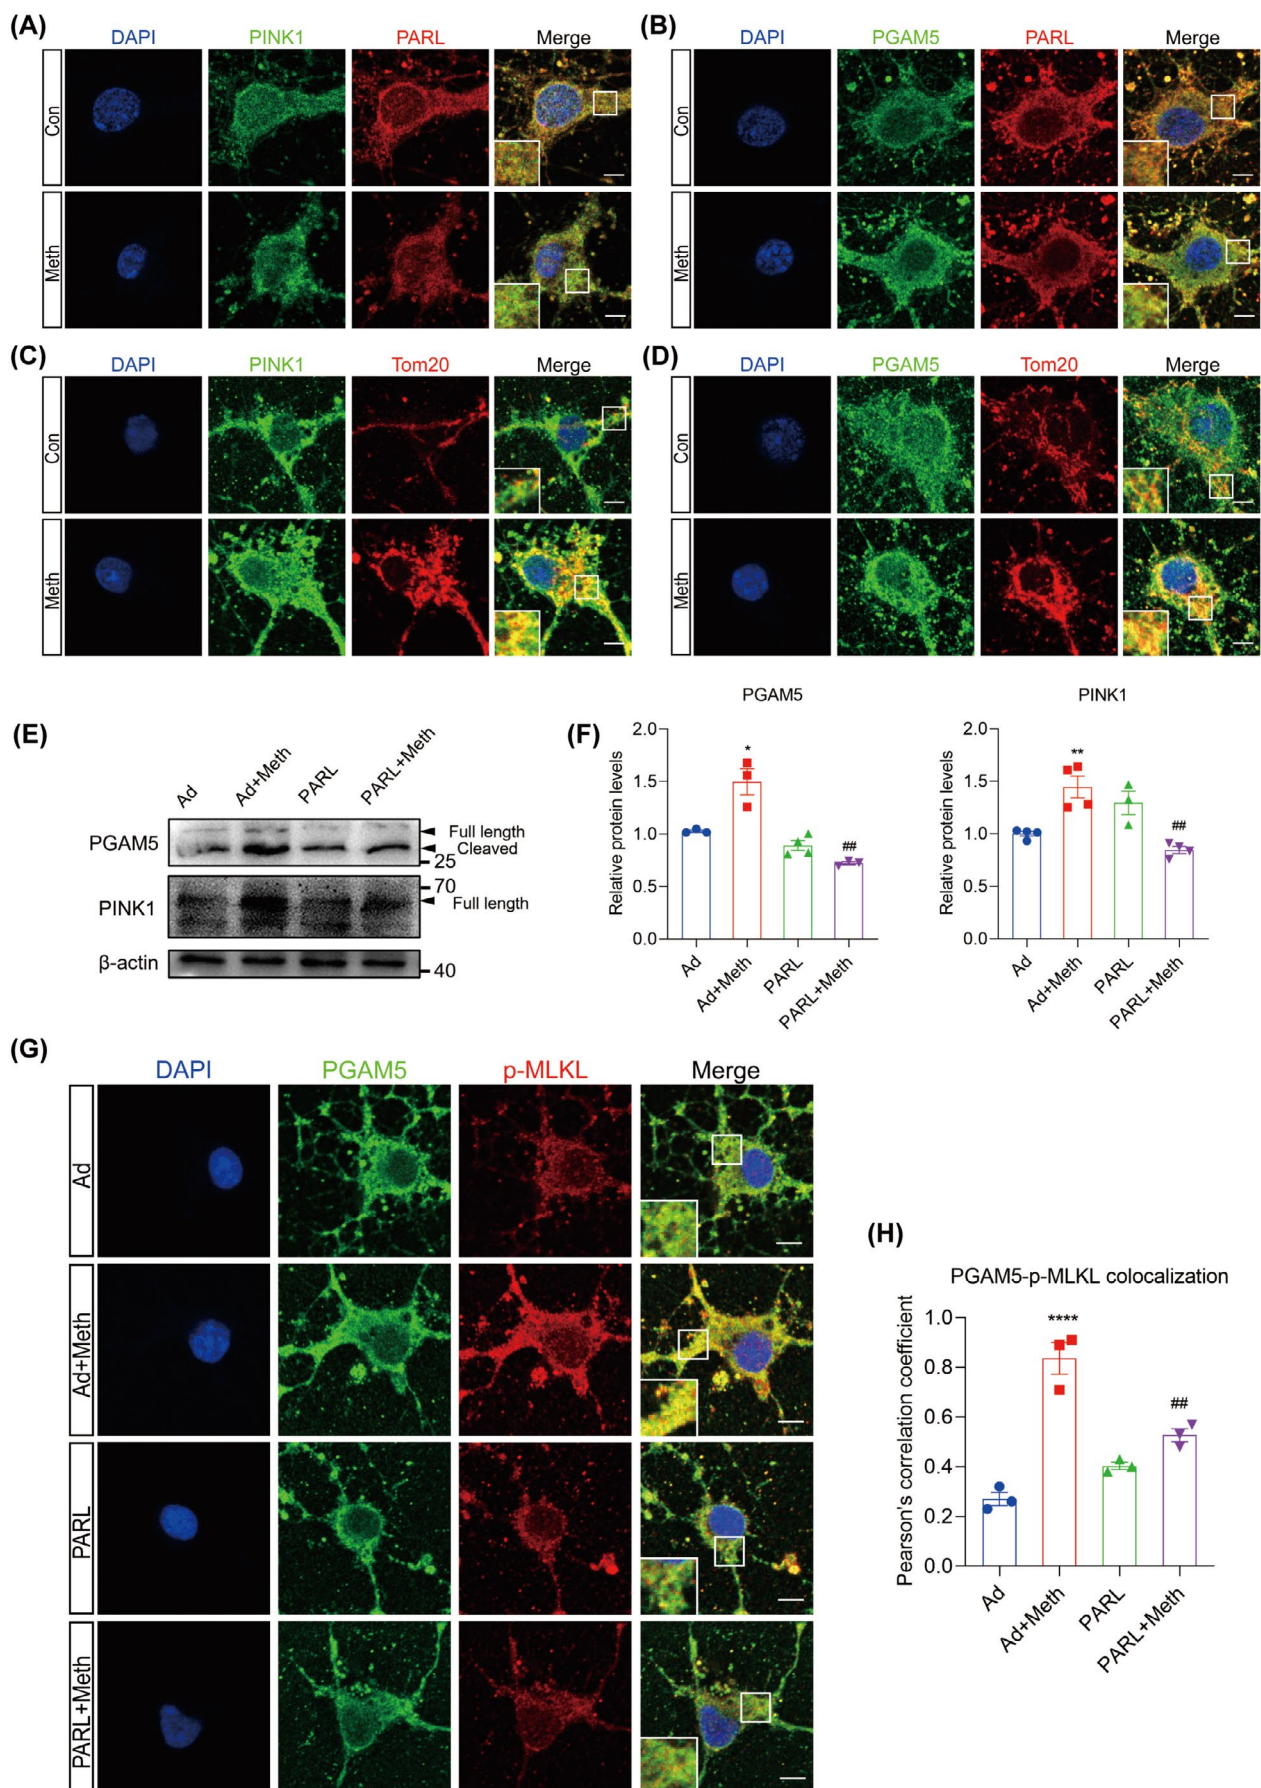 (A)
DAPI PINK1 PARL Merge
Con
Meth
(B)
DAPI PGAM5 PARL Merge
Con
Meth
(C)
DAPI PINK1 Tom20 Merge
Con
Meth
(D)
DAPI PGAM5 Tom20 Merge
Con
Meth
(E)
Ad Ad+Meth PARL PARL+Meth
PGAM5
Full length
Cleaved
25
70
PINK1
Full length
β-actin
40
(F)
PGAM5
Relative protein levels
2.0
1.5
1.0
0.5
0.0
*
##
Ad Ad+Meth PARL PARL+Meth
PINK1
Relative protein levels
2.0
1.5
1.0
0.5
0.0
**
##
Ad Ad+Meth PARL PARL+Meth
(G)
DAPI PGAM5 p-MLKL Merge
Ad
Ad+Meth
PARL
PARL+Meth
(H)
PGAM5-p-MLKL colocalization
Pearson's correlation coefficient
1.0
0.8
0.6
0.4
0.2
0.0
****
##
Ad Ad+Meth PARL PARL+Meth